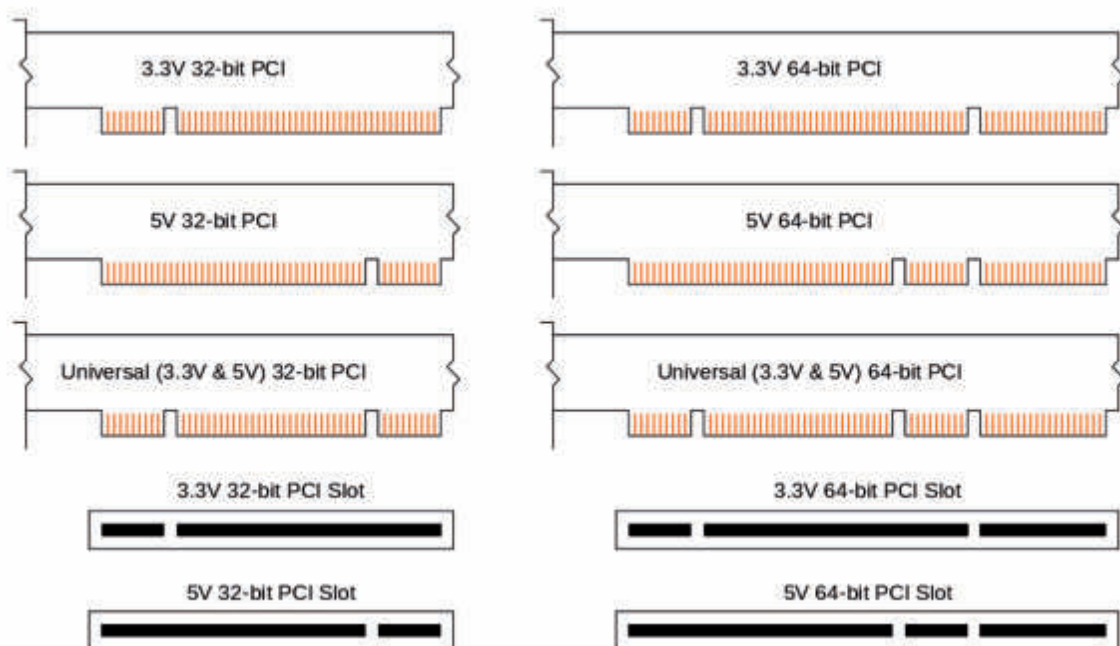 3.3V 32-bit PCI
3.3V 64-bit PCI
5V 32-bit PCI
5V 64-bit PCI
Universal (3.3V & 5V) 32-bit PCI
Universal (3.3V & 5V) 64-bit PCI
3.3V 32-bit PCI Slot
3.3V 64-bit PCI Slot
5V 32-bit PCI Slot
5V 64-bit PCI Slot